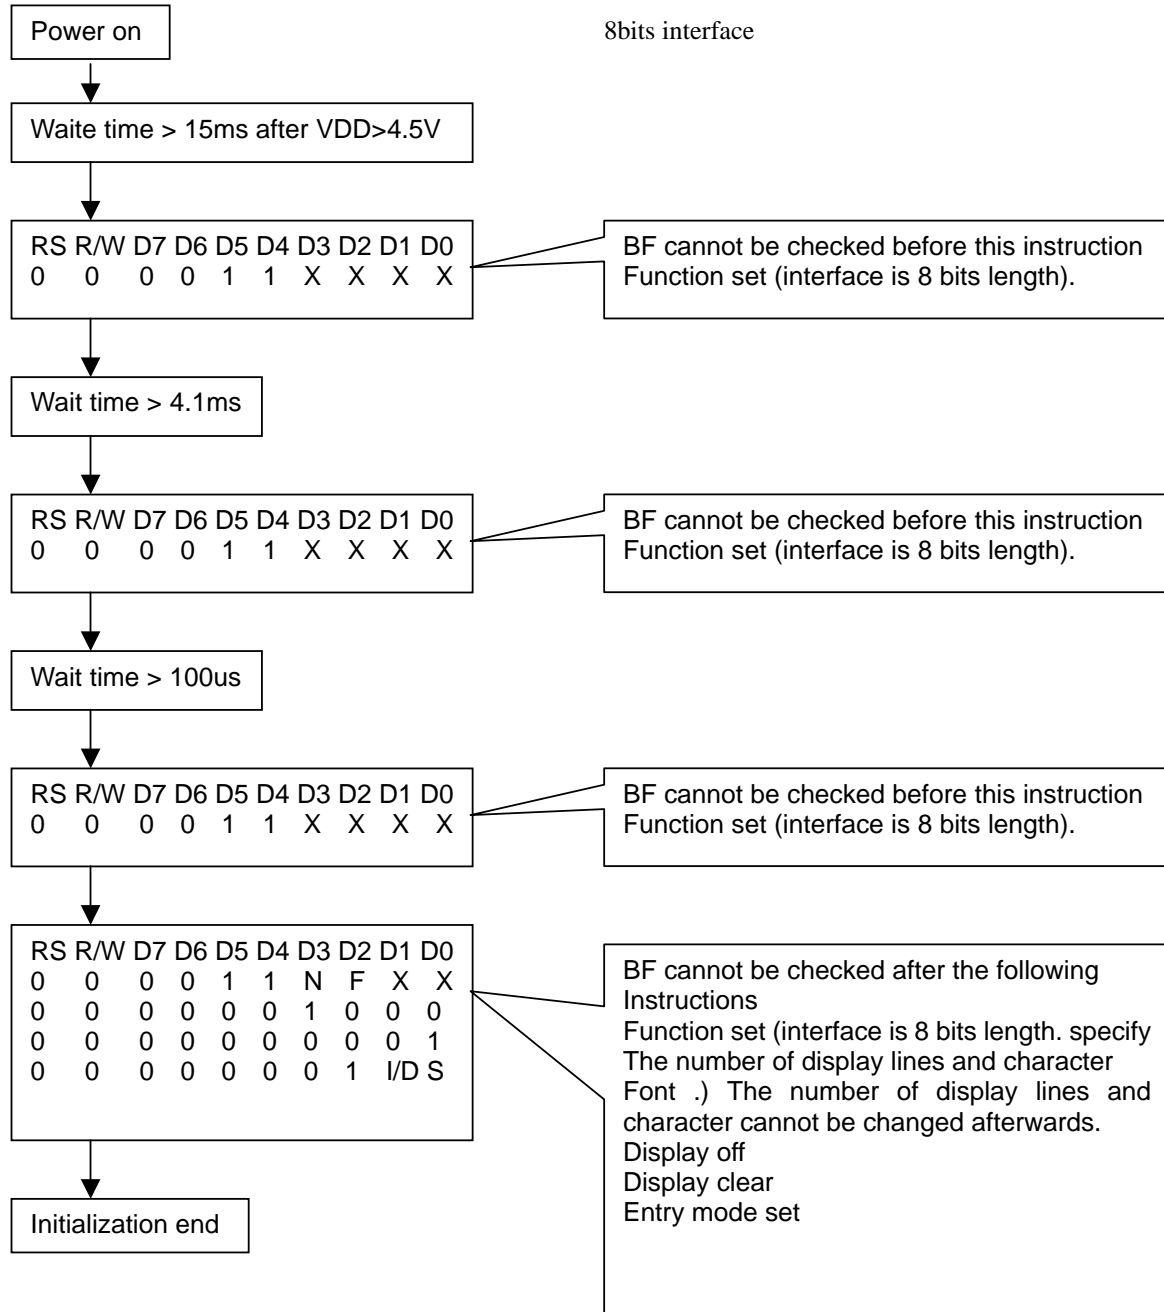 Power on
8bits interface
Waite time > 15ms after VDD>4.5V
RS R/W D7 D6 D5 D4 D3 D2 D1 D0
0 0 0 0 1 1 X X X X
BF cannot be checked before this instruction
Function set (interface is 8 bits length).
Wait time > 4.1ms
RS R/W D7 D6 D5 D4 D3 D2 D1 D0
0 0 0 0 1 1 X X X X
BF cannot be checked before this instruction
Function set (interface is 8 bits length).
Wait time > 100us
RS R/W D7 D6 D5 D4 D3 D2 D1 D0
0 0 0 0 1 1 X X X X
BF cannot be checked before this instruction
Function set (interface is 8 bits length).
RS R/W D7 D6 D5 D4 D3 D2 D1 D0
0 0 0 0 1 1 N F X X
0 0 0 0 0 0 1 0 0 0
0 0 0 0 0 0 0 0 0 1
0 0 0 0 0 0 0 1 I/D S
BF cannot be checked after the following
Instructions
Function set (interface is 8 bits length. specify
The number of display lines and character
Font .) The number of display lines and
character cannot be changed afterwards.
Display off
Display clear
Entry mode set
Initialization end